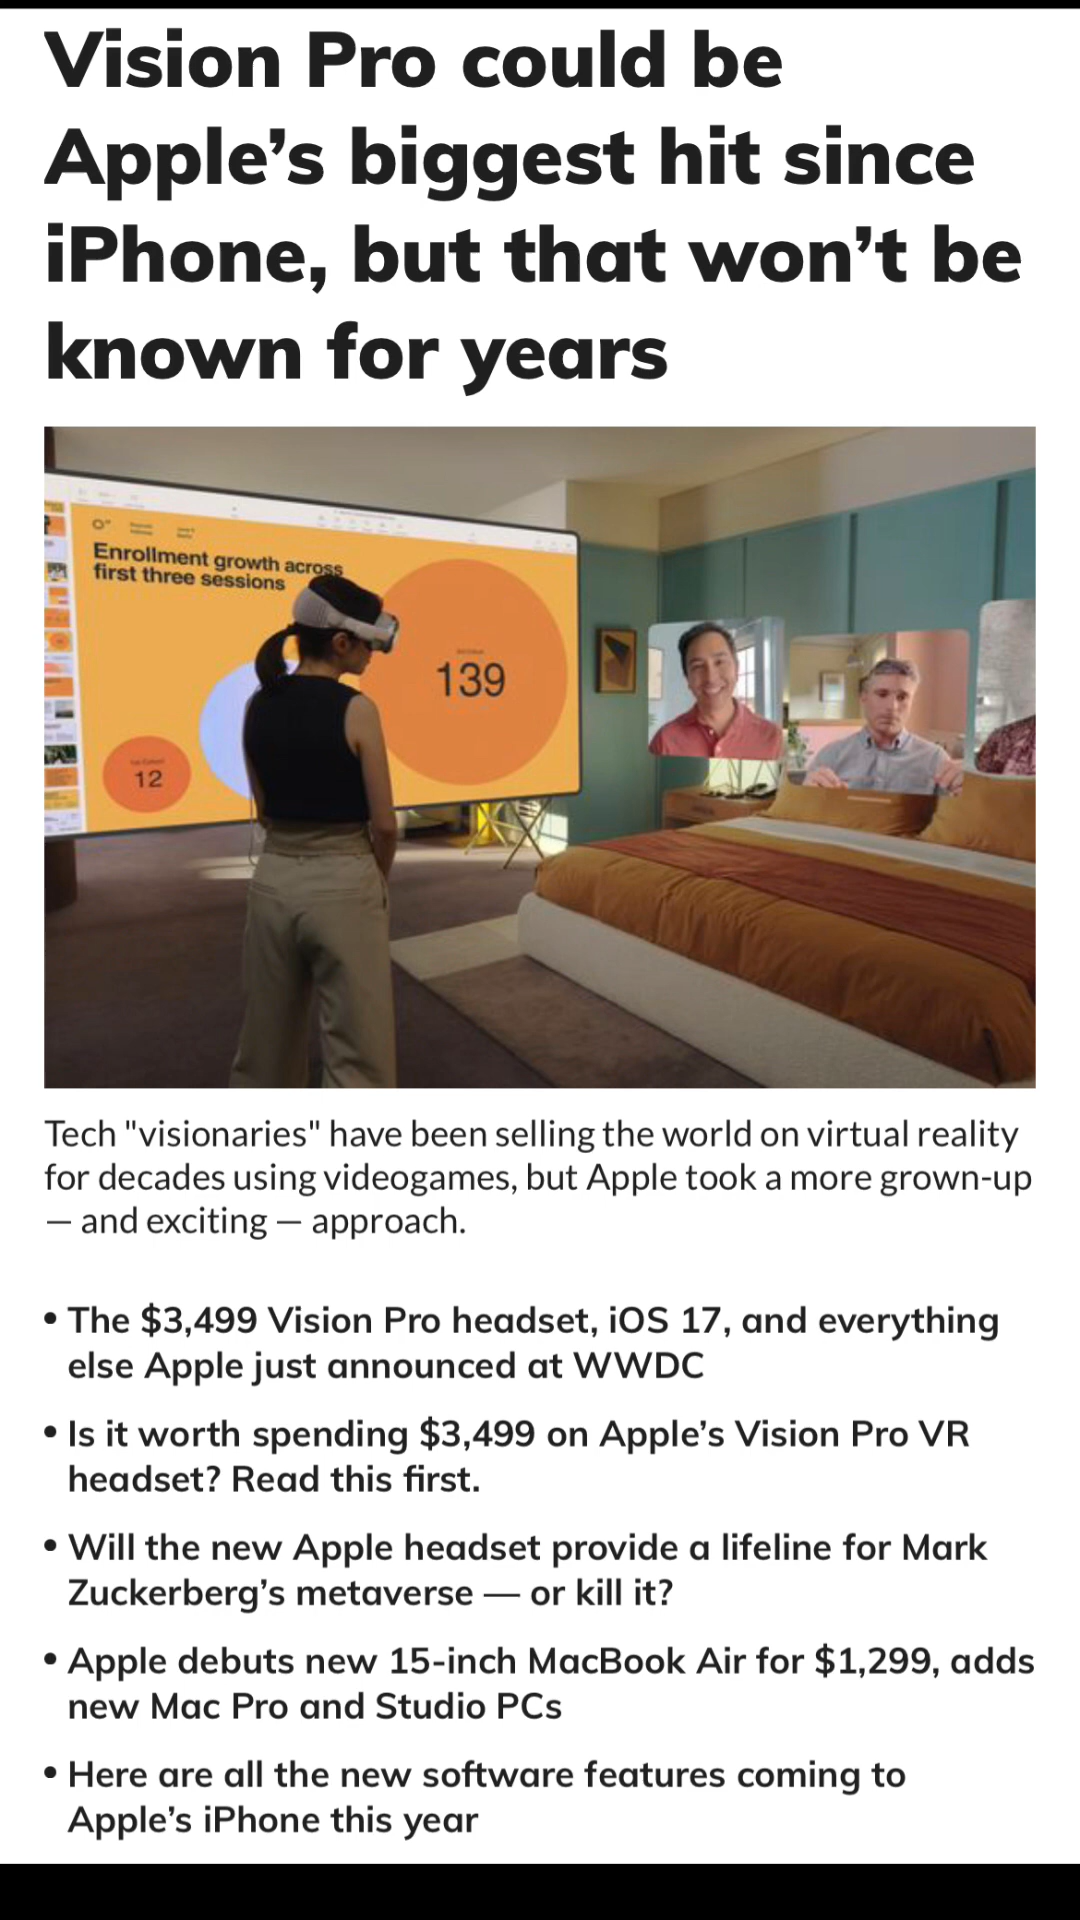 Vision Pro could be
Apple’s biggest hit since
iPhone, but that won’t be
known for years
Enrollment growth across
first three sessions
139
12
Tech "visionaries" have been selling the world on virtual reality
for decades using videogames, but Apple took a more grown-up
— and exciting — approach.
• The $3,499 Vision Pro headset, iOS 17, and everything
else Apple just announced at WWDC
• Is it worth spending $3,499 on Apple’s Vision Pro VR
headset? Read this first.
• Will the new Apple headset provide a lifeline for Mark
Zuckerberg’s metaverse — or kill it?
• Apple debuts new 15-inch MacBook Air for $1,299, adds
new Mac Pro and Studio PCs
• Here are all the new software features coming to
Apple’s iPhone this year